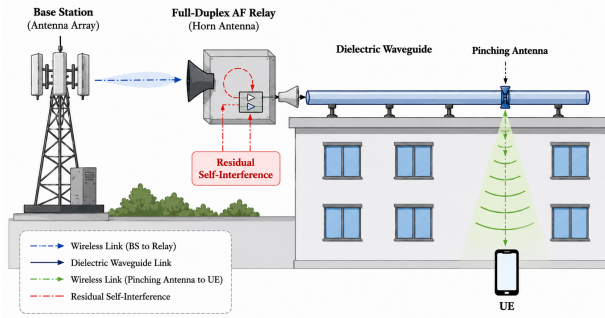 Base Station
(Antenna Array)
Full-Duplex AF Relay
(Horn Antenna)
Dielectric Waveguide
Pinching Antenna
Residual
Self-Interference
Wireless Link (BS to Relay)
Dielectric Waveguide Link
Wireless Link (Pinching Antenna to UE)
Residual Self-Interference
UE